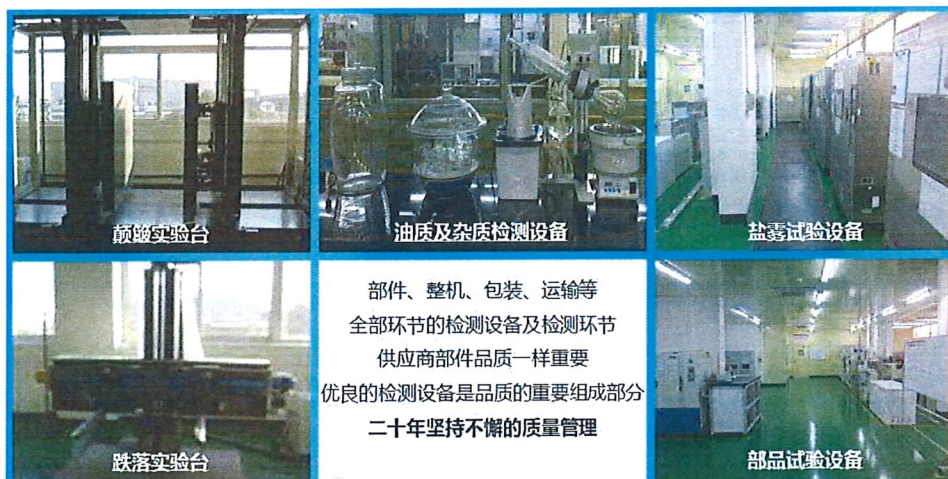 颠簸实验台
油质及杂质检测设备
盐雾试验设备
部件、整机、包装、运输等
全部环节的检测设备及检测环节
供应商部件品质一样重要
优良的检测设备是品质的重要组成部分
二十年坚持不懈的质量管理
跌落实验台
部品试验设备